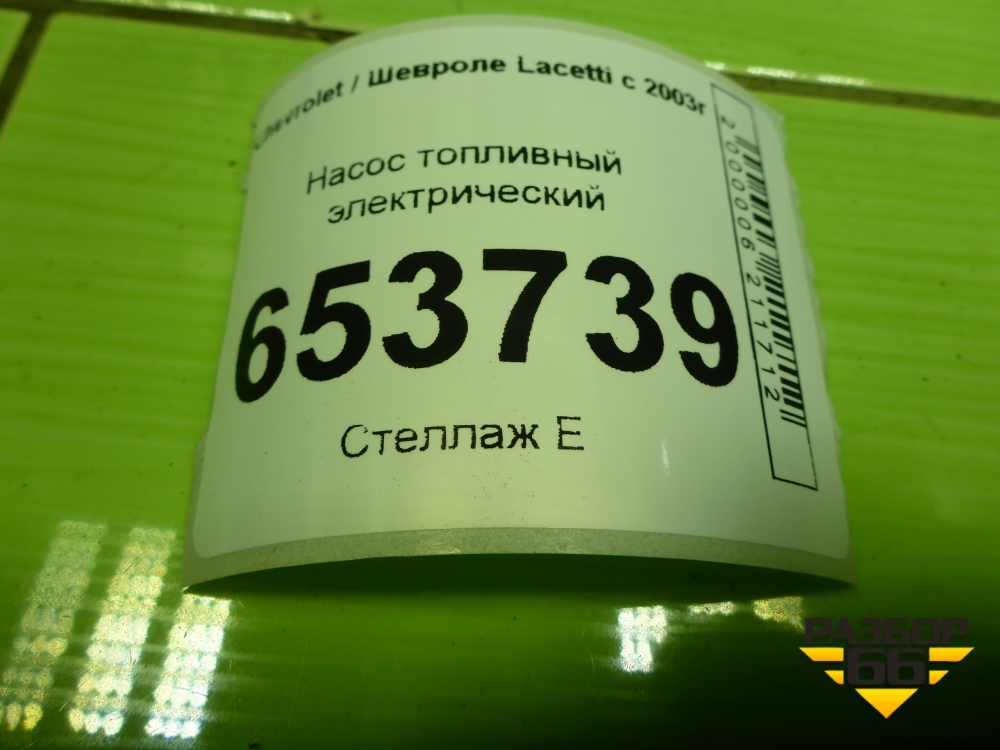 Chevrolet / Шевроле Lacetti с 2003г
Насос топливный
электрический
653739
Стеллаж Е
2000006211712
РАЗБОР
66